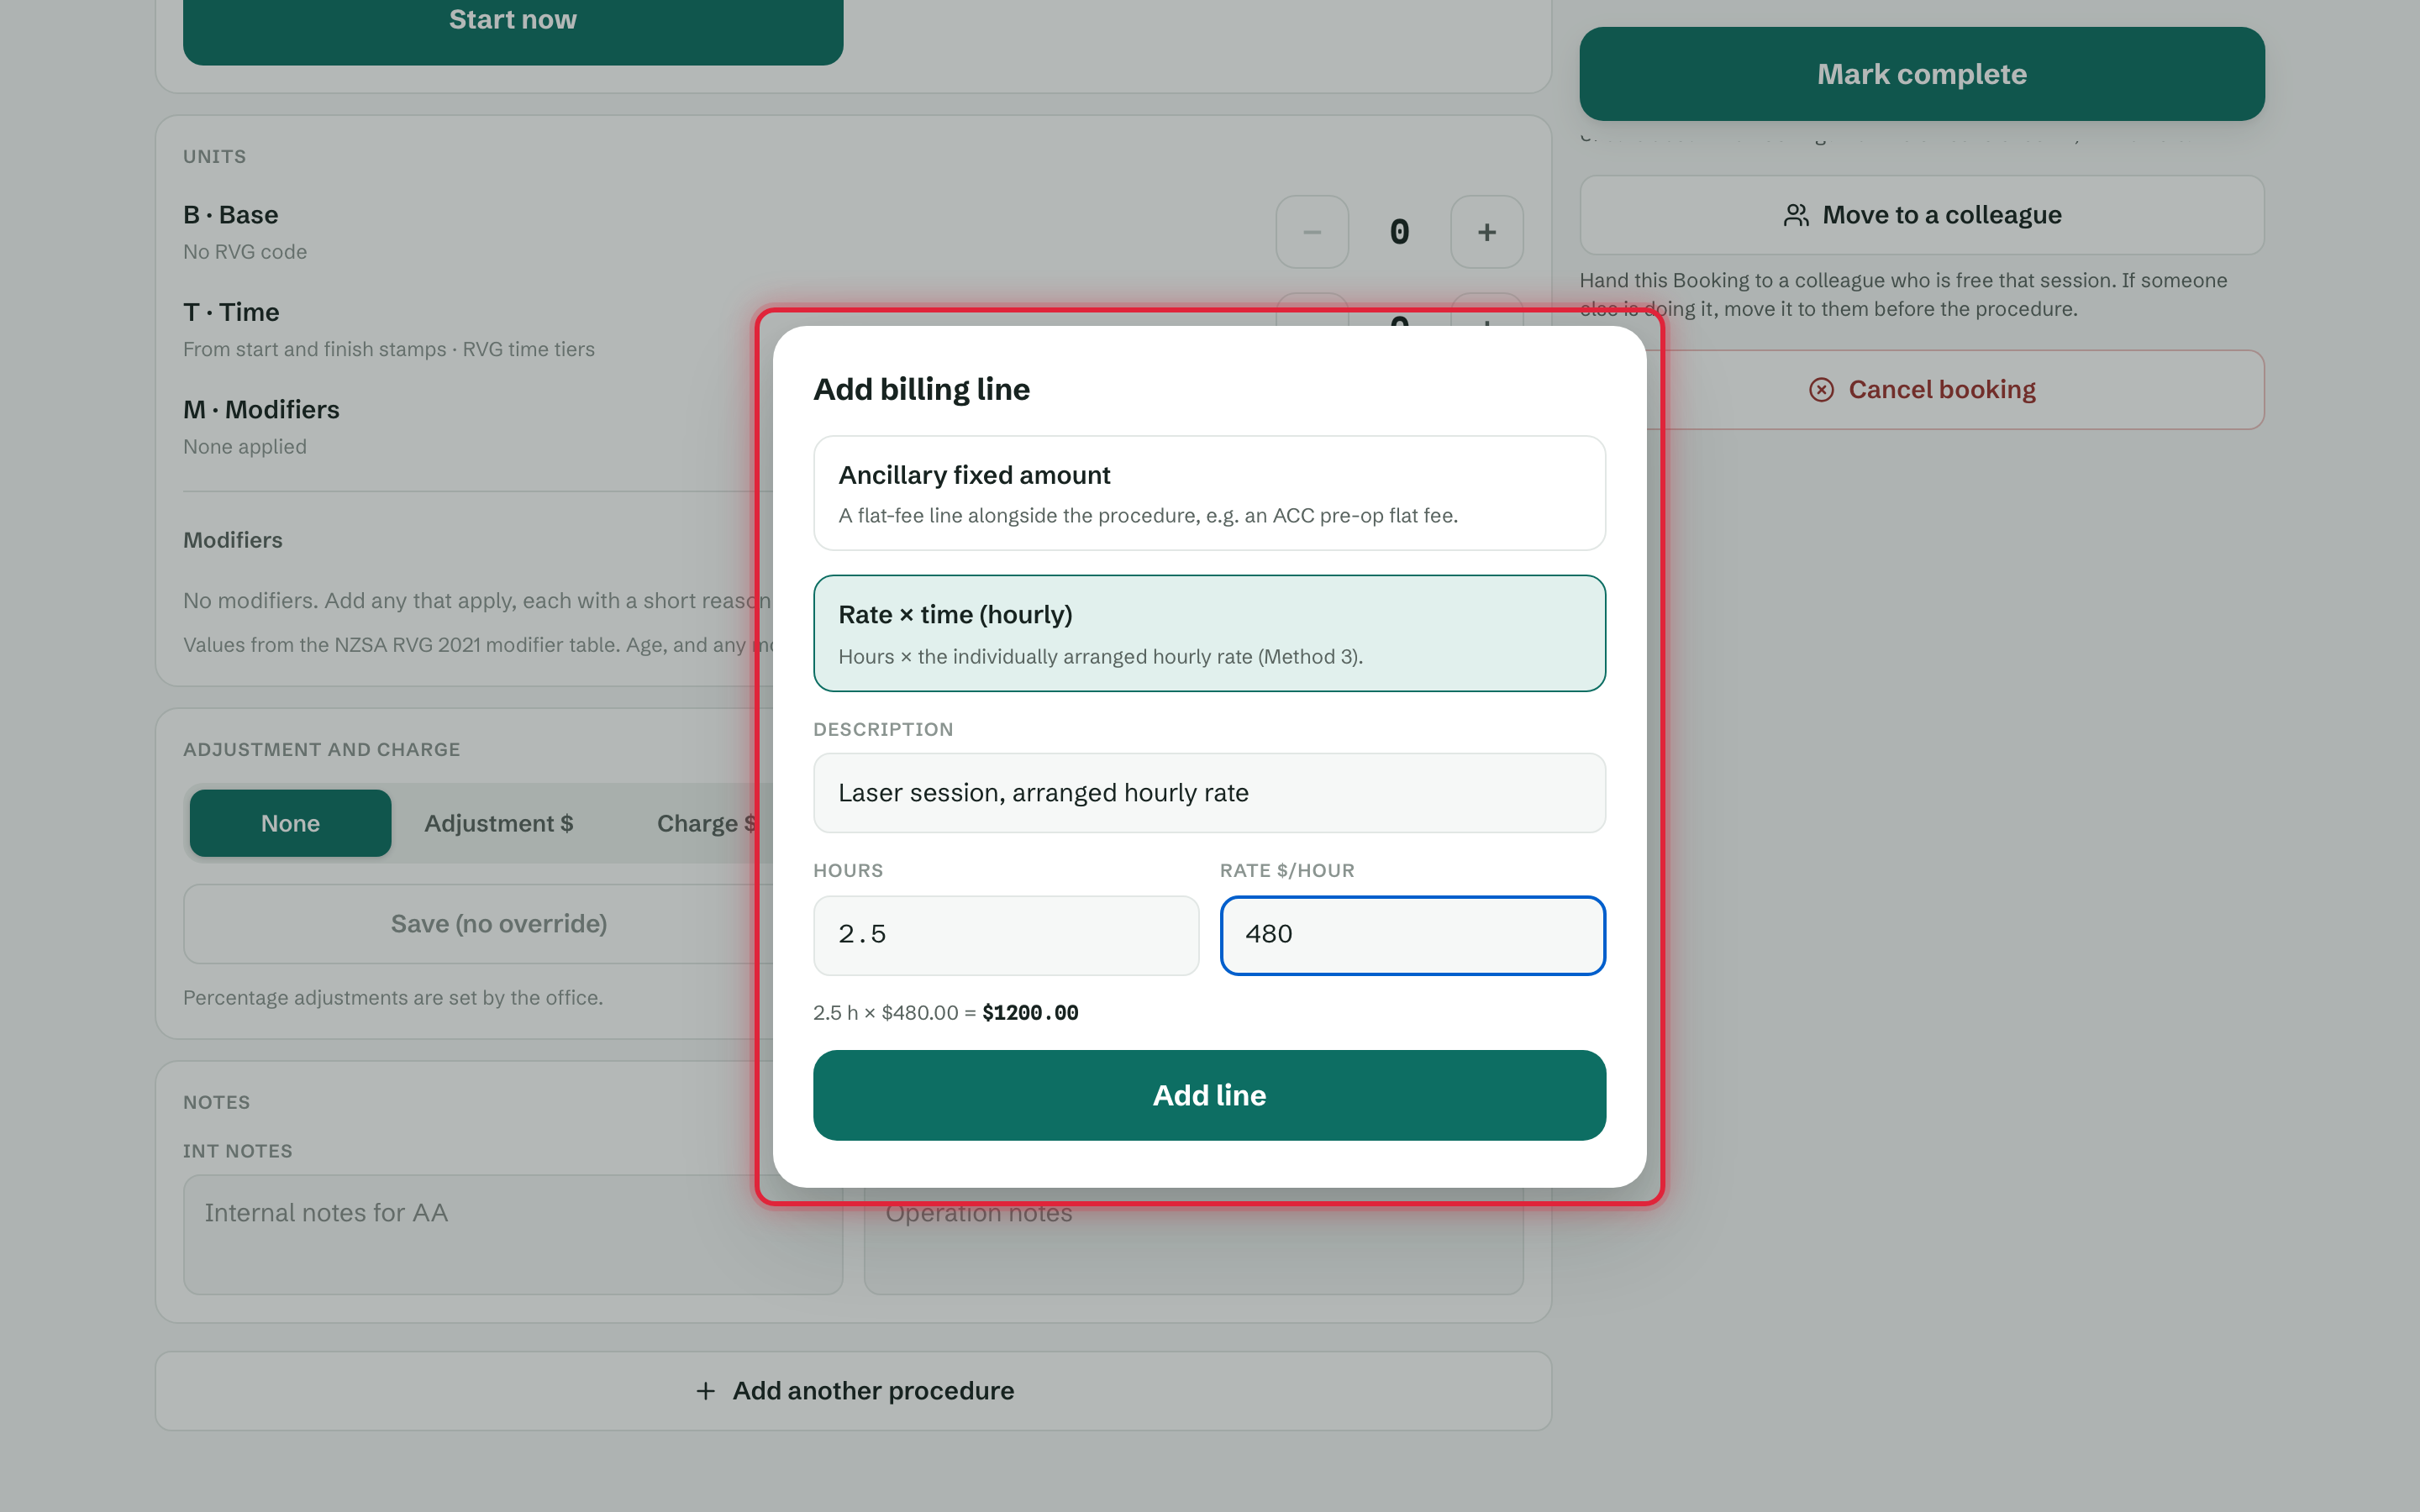 Start now
Mark complete
UNITS
B · Base
No RVG code
−
0
+
T · Time
From start and finish stamps · RVG time tiers
M · Modifiers
None applied
Modifiers
No modifiers. Add any that apply, each with a short reason
Values from the NZSA RVG 2021 modifier table. Age, and any
ADJUSTMENT AND CHARGE
None
Adjustment $
Charge $
Save (no override)
Percentage adjustments are set by the office.
NOTES
INT NOTES
Internal notes for AA
Operation notes
+ Add another procedure
Move to a colleague
Hand this Booking to a colleague who is free that session. If someone
else is doing it, move it to them before the procedure.
Cancel booking
Add billing line
Ancillary fixed amount
A flat-fee line alongside the procedure, e.g. an ACC pre-op flat fee.
Rate × time (hourly)
Hours × the individually arranged hourly rate (Method 3).
DESCRIPTION
Laser session, arranged hourly rate
HOURS
RATE $/HOUR
2.5
480
2.5 h × $480.00 = $1200.00
Add line